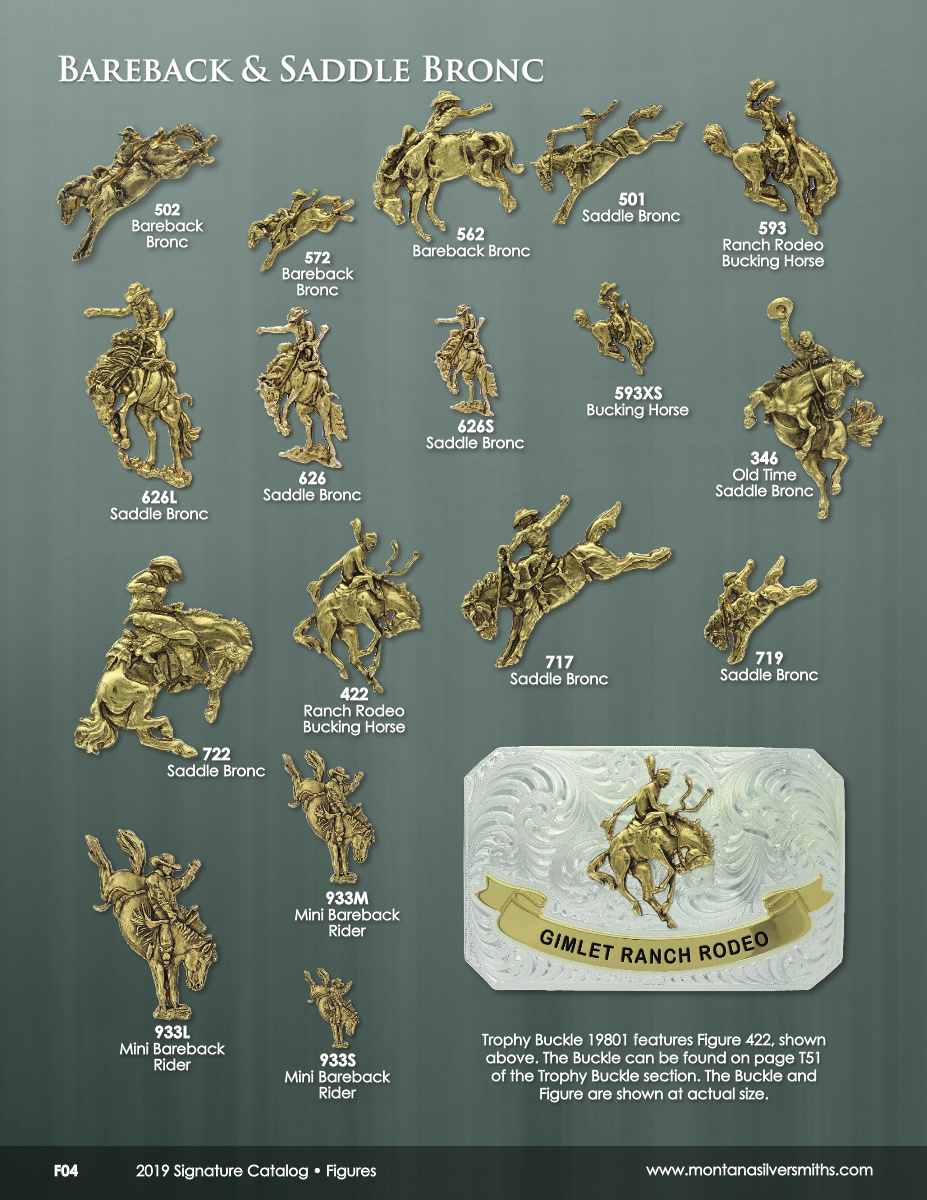 BAREBACK & SADDLE BRONC
502
Bareback
Bronc
572
Bareback
Bronc
562
Bareback Bronc
501
Saddle Bronc
593
Ranch Rodeo
Bucking Horse
626L
Saddle Bronc
626
Saddle Bronc
626S
Saddle Bronc
593XS
Bucking Horse
346
Old Time
Saddle Bronc
722
Saddle Bronc
422
Ranch Rodeo
Bucking Horse
717
Saddle Bronc
719
Saddle Bronc
933L
Mini Bareback
Rider
933M
Mini Bareback
Rider
933S
Mini Bareback
Rider
GIMLET RANCH RODEO
Trophy Buckle 19801 features Figure 422, shown
above. The Buckle can be found on page T51
of the Trophy Buckle section. The Buckle and
Figure are shown at actual size.
F04 2019 Signature Catalog • Figures www.montanasilversmiths.com